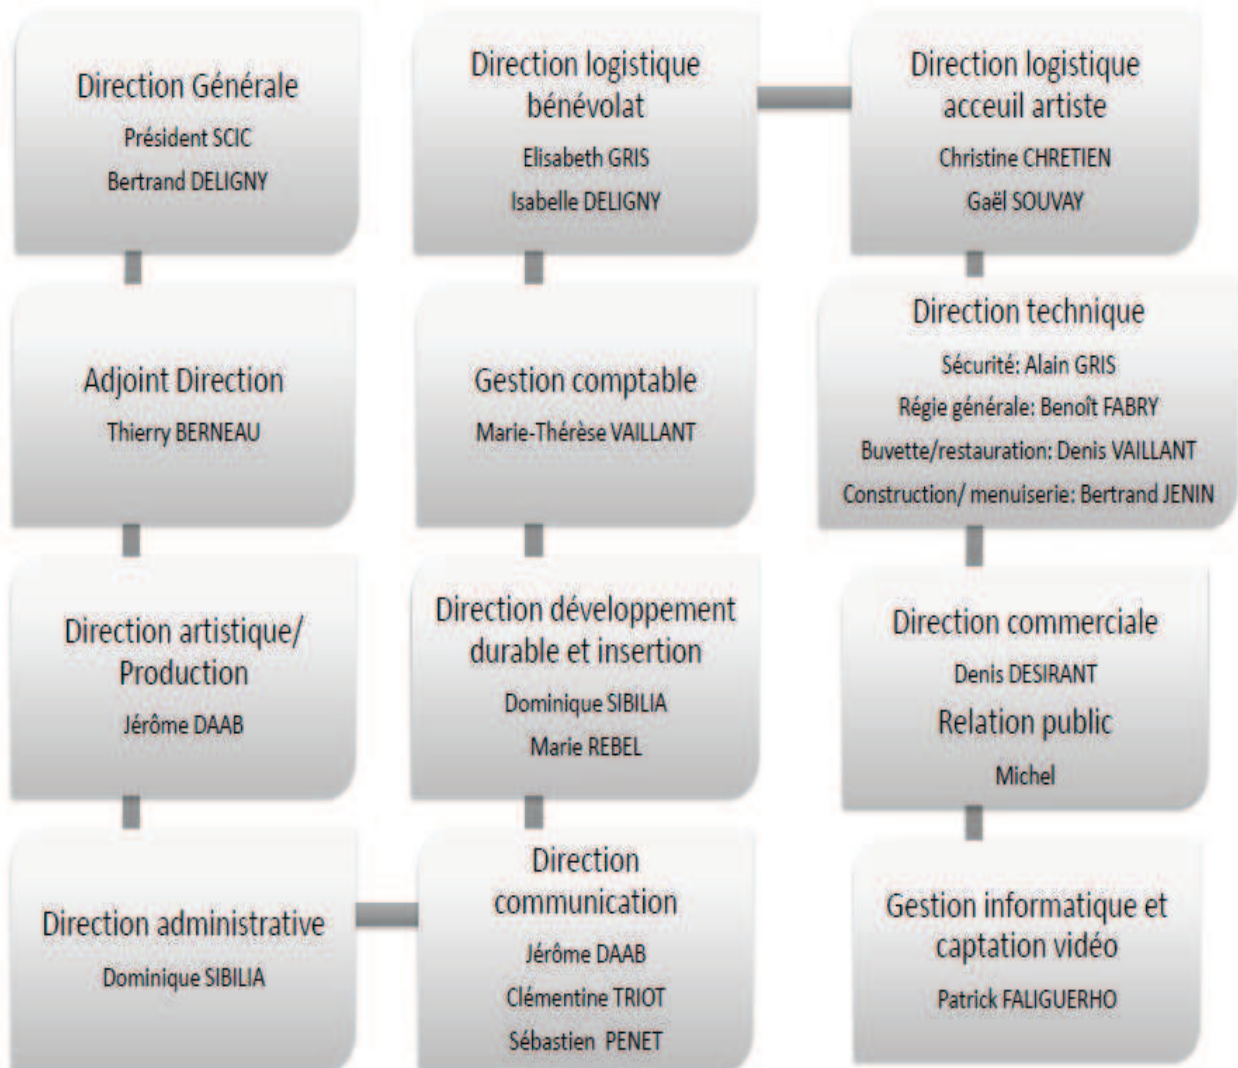 Direction Générale
Président SCIC
Bertrand DELIGNY
Adjoint Direction
Thierry BERNEAU
Direction artistique/
Production
Jérôme DAAB
Direction administrative
Dominique SIBILIA
Direction logistique
bénévolat
Elisabeth GRIS
Isabelle DELIGNY
Gestion comptable
Marie-Thérèse VAILLANT
Direction développement
durable et insertion
Dominique SIBILIA
Marie REBEL
Direction
communication
Jérôme DAAB
Clémentine TRIOT
Sébastien PENET
Direction logistique
acceuil artiste
Christine CHRETIEN
Gaël SOUVAY
Direction technique
Sécurité: Alain GRIS
Régie générale: Benoît FABRY
Buvette/restauration: Denis VAILLANT
Construction/ menuiserie: Bertrand JENIN
Direction commerciale
Denis DESIRANT
Relation public
Michel
Gestion informatique et
captation vidéo
Patrick FALIGUERHO